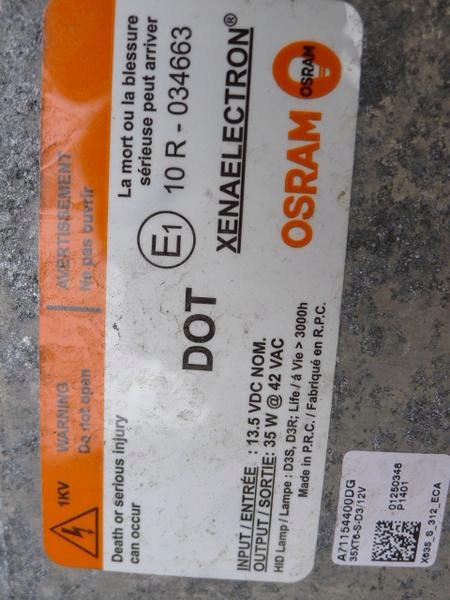 1KV
WARNING
Do not open
AVERTISSEMENT
Ne pas ouvrir
Death or serious injury
can occur
La mort ou la blessure
sérieuse peut arriver
DOT
E1
10 R - 034663
XENAELECTRON®
OSRAM
OSRAM
INPUT / ENTRÉE : 13.5 VDC NOM.
OUTPUT / SORTIE: 35 W @ 42 VAC
HID Lamp / Lampe : D3S, D3R; Life / á Vie > 3000h
Made in P.R.C. / Fabriqué en R.P.C.
A71154400DG
35XT6-S-D3/12V
01250348
P1401
X635_S_312_ECA